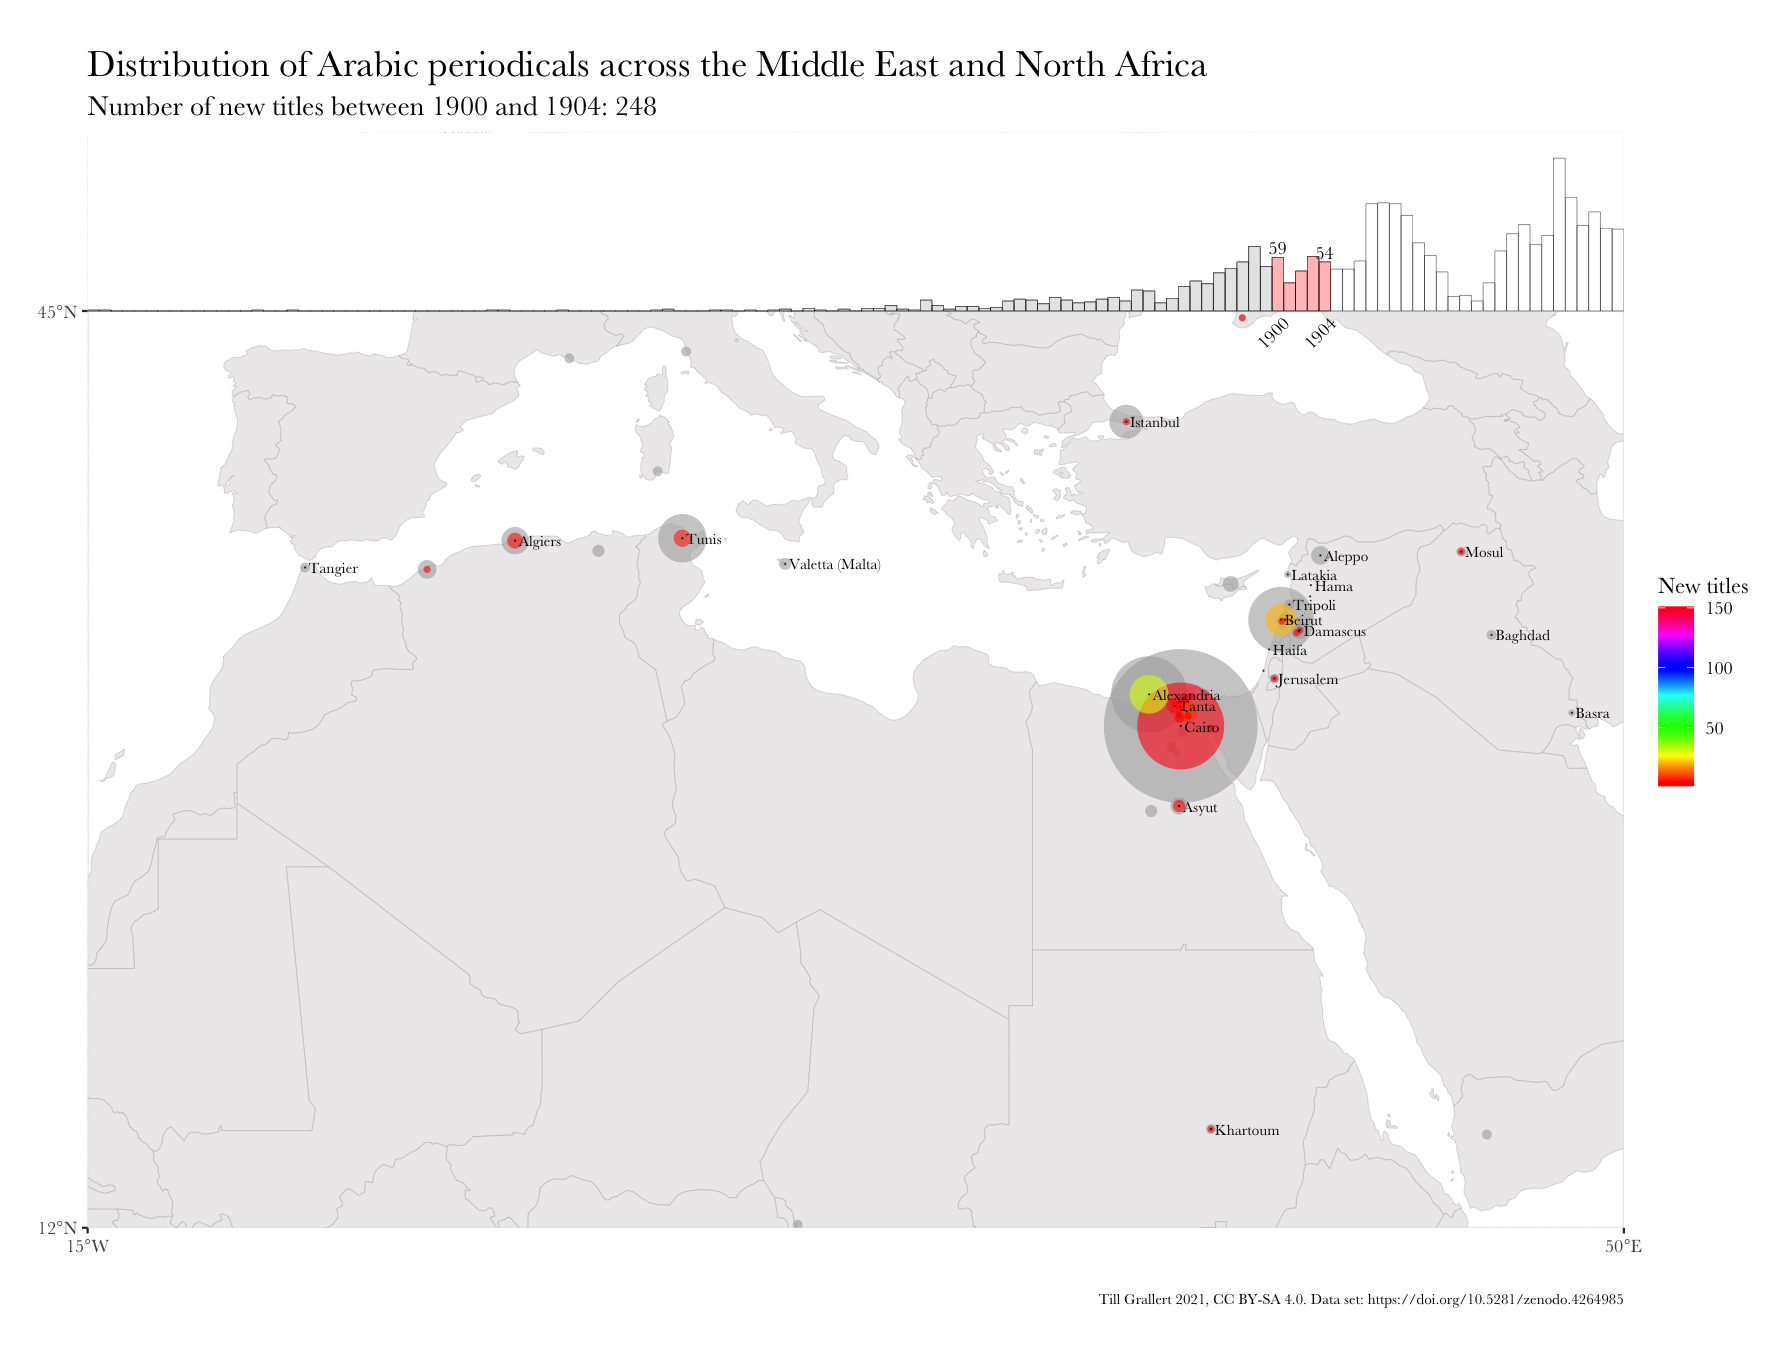 Distribution of Arabic periodicals across the Middle East and North Africa
Number of new titles between 1900 and 1904: 248
59
54
45°N
1900
1904
Istanbul
Algiers
Tunis
Tangier
Valetta (Malta)
Aleppo
Mosul
Latakia
Hama
Tripoli
Beirut
Damascus
Baghdad
Haifa
Jerusalem
Alexandria
Tanta
Basra
Cairo
Asyut
Khartoum
New titles
150
100
50
12°N
15°W
50°E
Till Grallert 2021, CC BY-SA 4.0. Data set: https://doi.org/10.5281/zenodo.4264985